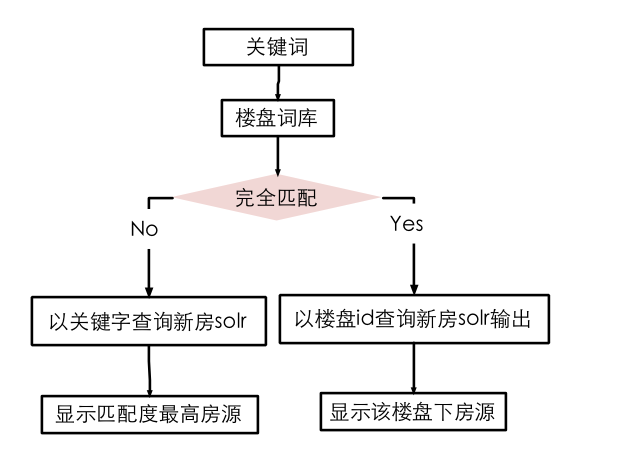 关键词
楼盘词库
完全匹配
No
Yes
以关键字查询新房solr
以楼盘id查询新房solr输出
显示匹配度最高房源
显示该楼盘下房源